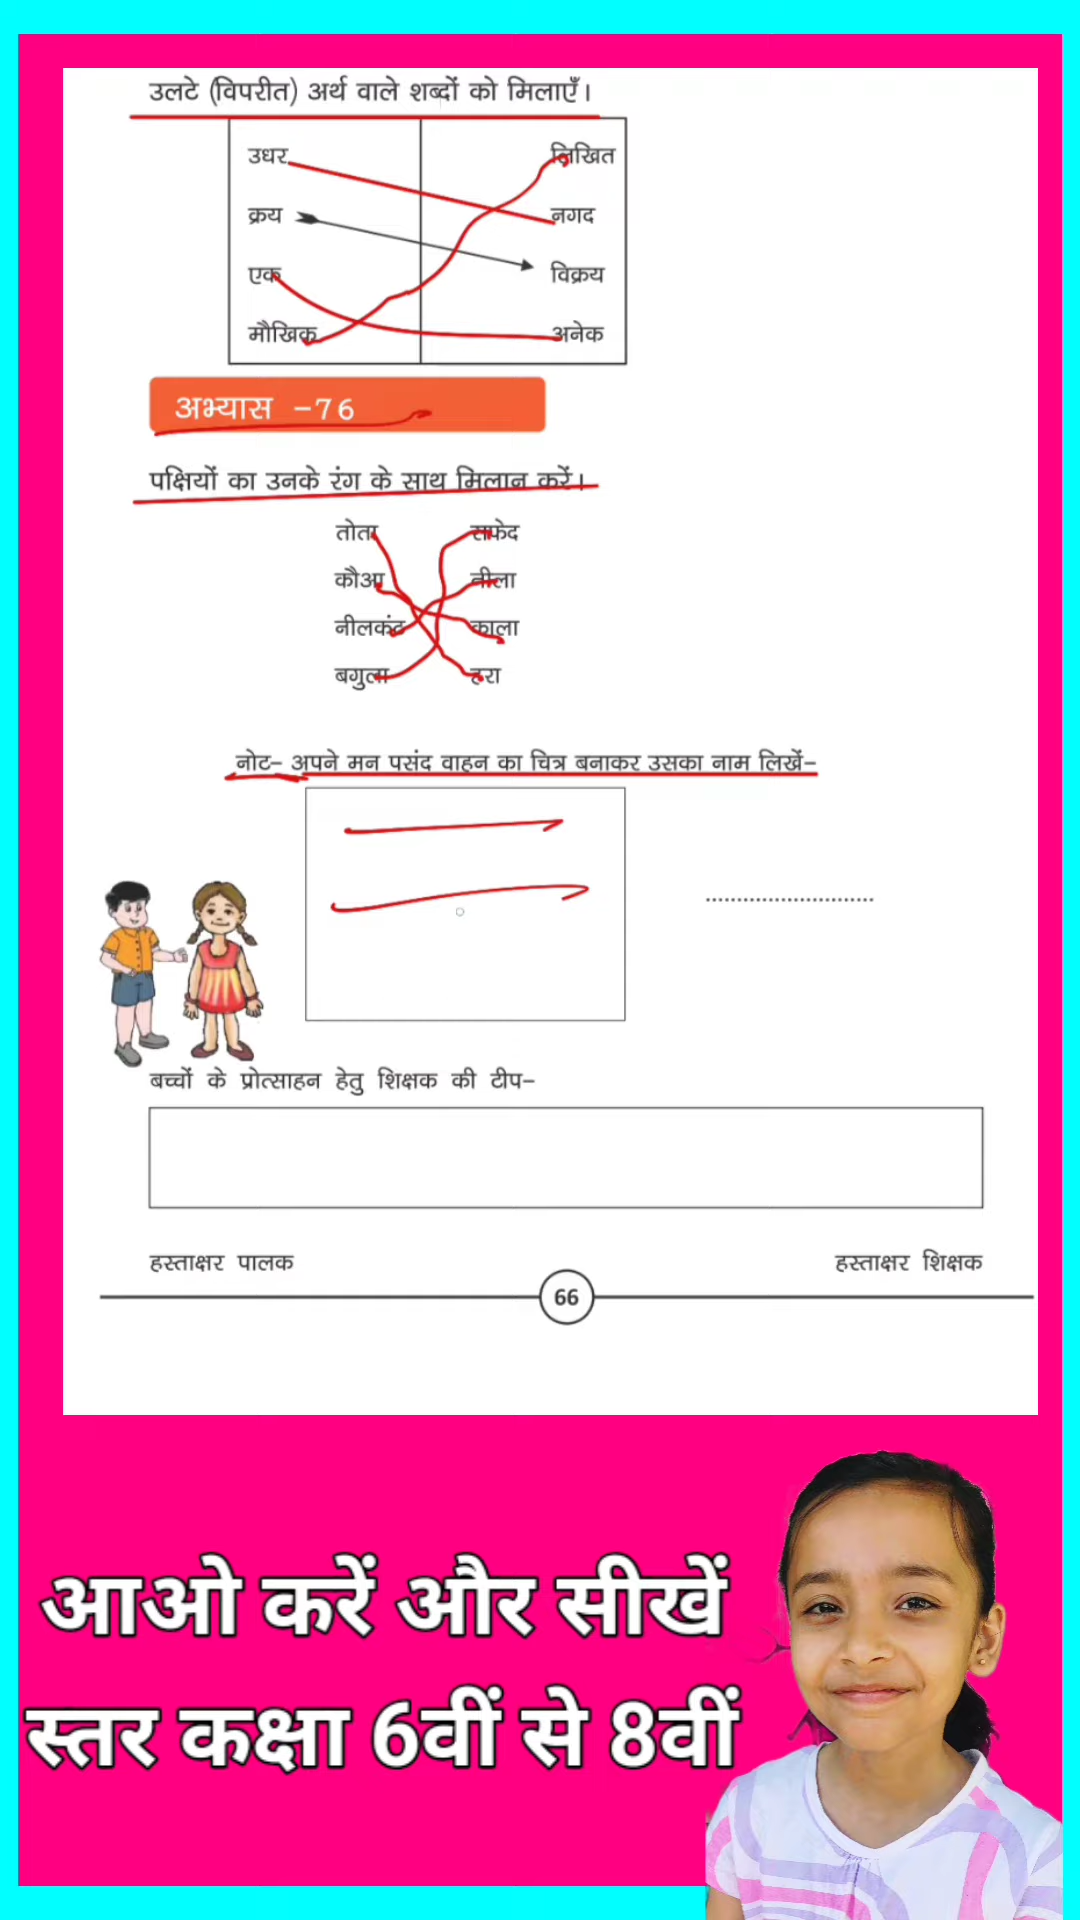 उलटे (विपरीत) अर्थ वाले शब्दों को मिलाएँ।
उधर लिखित
क्रय नगद
एक विक्रय
मौखिक अनेक
अभ्यास -76
पक्षियों का उनके रंग के साथ मिलान करें।
तोता सफेद
कौआ नीला
नीलकंठ काला
बगुला हरा
नोट- अपने मन पसंद वाहन का चित्र बनाकर उसका नाम लिखें-
...........................
बच्चों के प्रोत्साहन हेतु शिक्षक की टीप-
हस्ताक्षर पालक हस्ताक्षर शिक्षक
66
आओ करें और सीखें
स्तर कक्षा 6वीं से 8वीं